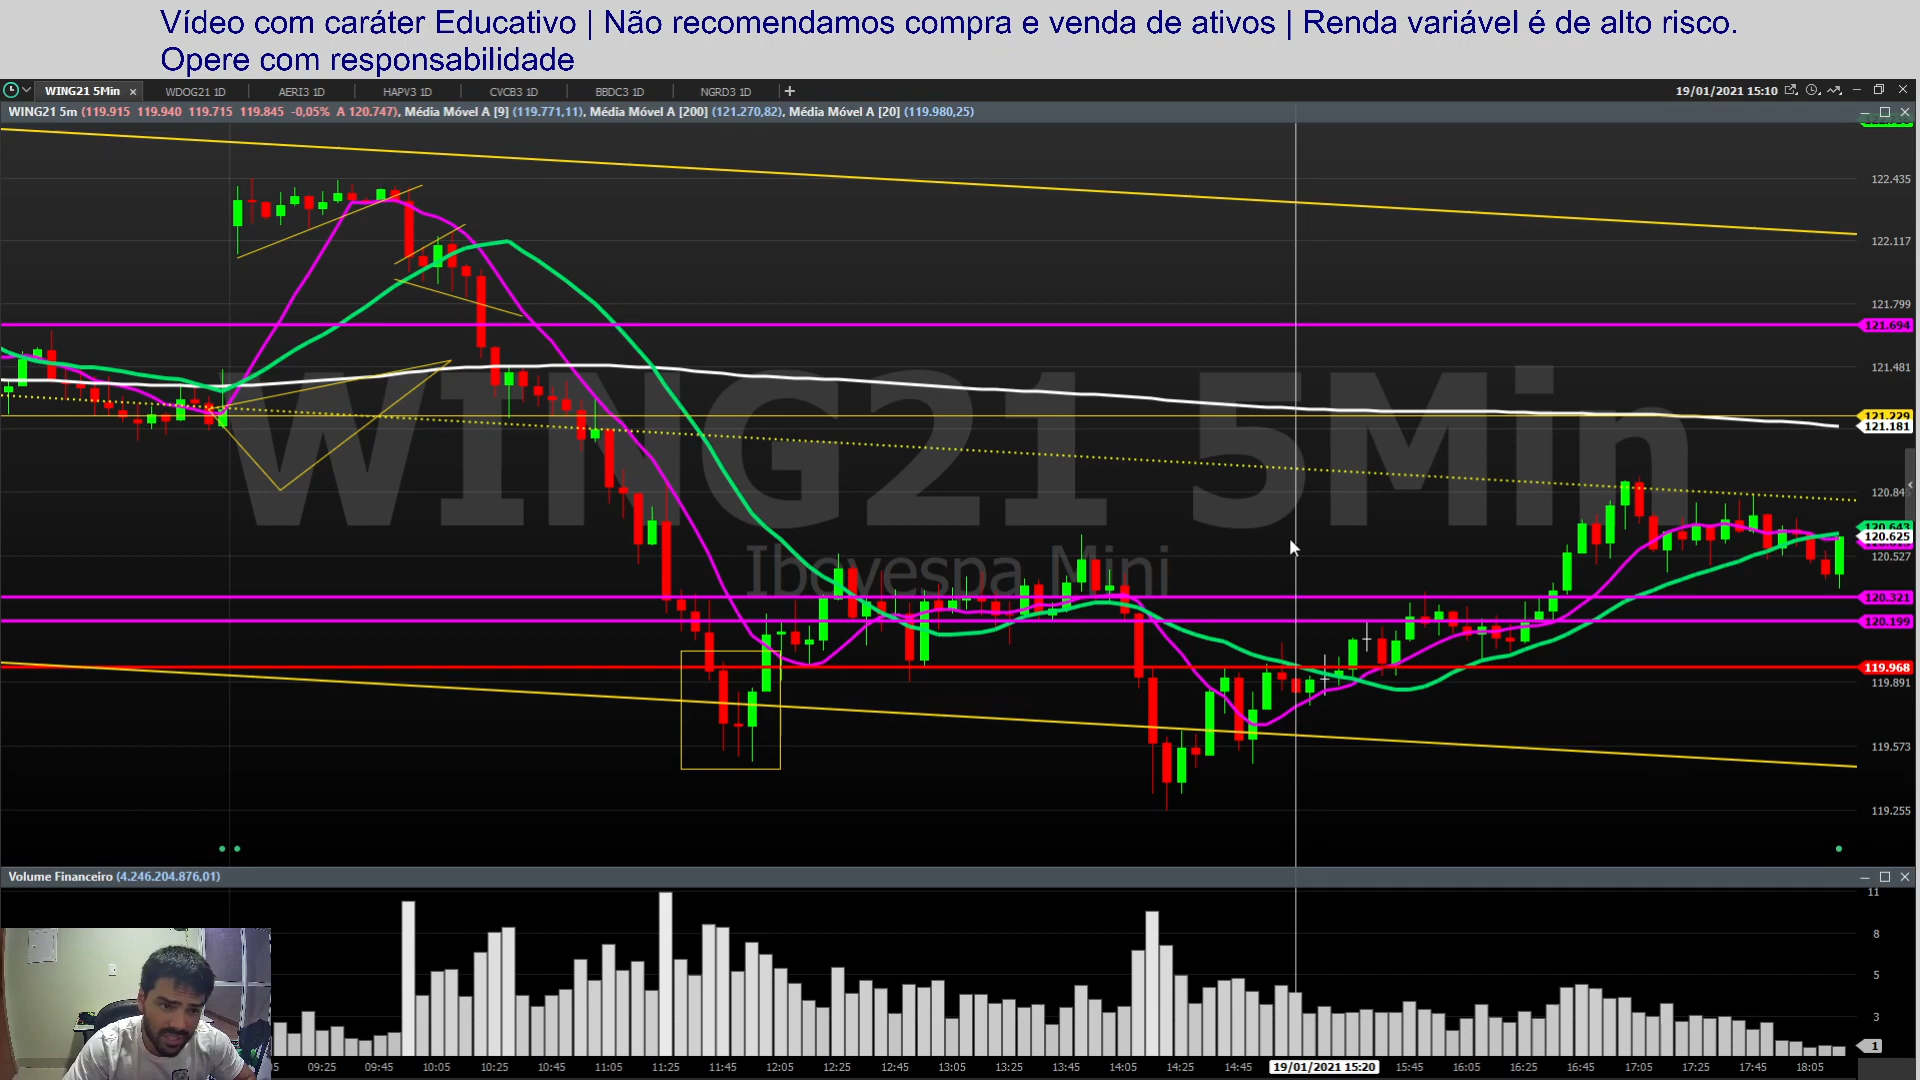 Vídeo com caráter Educativo | Não recomendamos compra e venda de ativos | Renda variável é de alto risco.
Opere com responsabilidade
WING21 5Min × WDOG21 1D AERI3 1D HAPV3 1D CVCB3 1D BBDC3 1D NGRD3 1D + 19/01/2021 15:10
WING21 5m (119.915 119.940 119.715 119.845 -0,05% A 120.747), Média Móvel A [9] (119.771,11), Média Móvel A [200] (121.270,82), Média Móvel A [20] (119.980,25)
122.435
122.117
121.799
121.694
121.481
121.229
121.181
WING21 5Min
120.84
120.643
120.625
120.527
Ibovespa Mini
120.321
120.199
119.968
119.891
119.573
119.255
Volume Financeiro (4.246.204.876,01)
11
8
5
3
1
09:25 09:45 10:05 10:25 10:45 11:05 11:25 11:45 12:05 12:25 12:45 13:05 13:25 13:45 14:05 14:25 14:45 19/01/2021 15:20 15:45 16:05 16:25 16:45 17:05 17:25 17:45 18:05